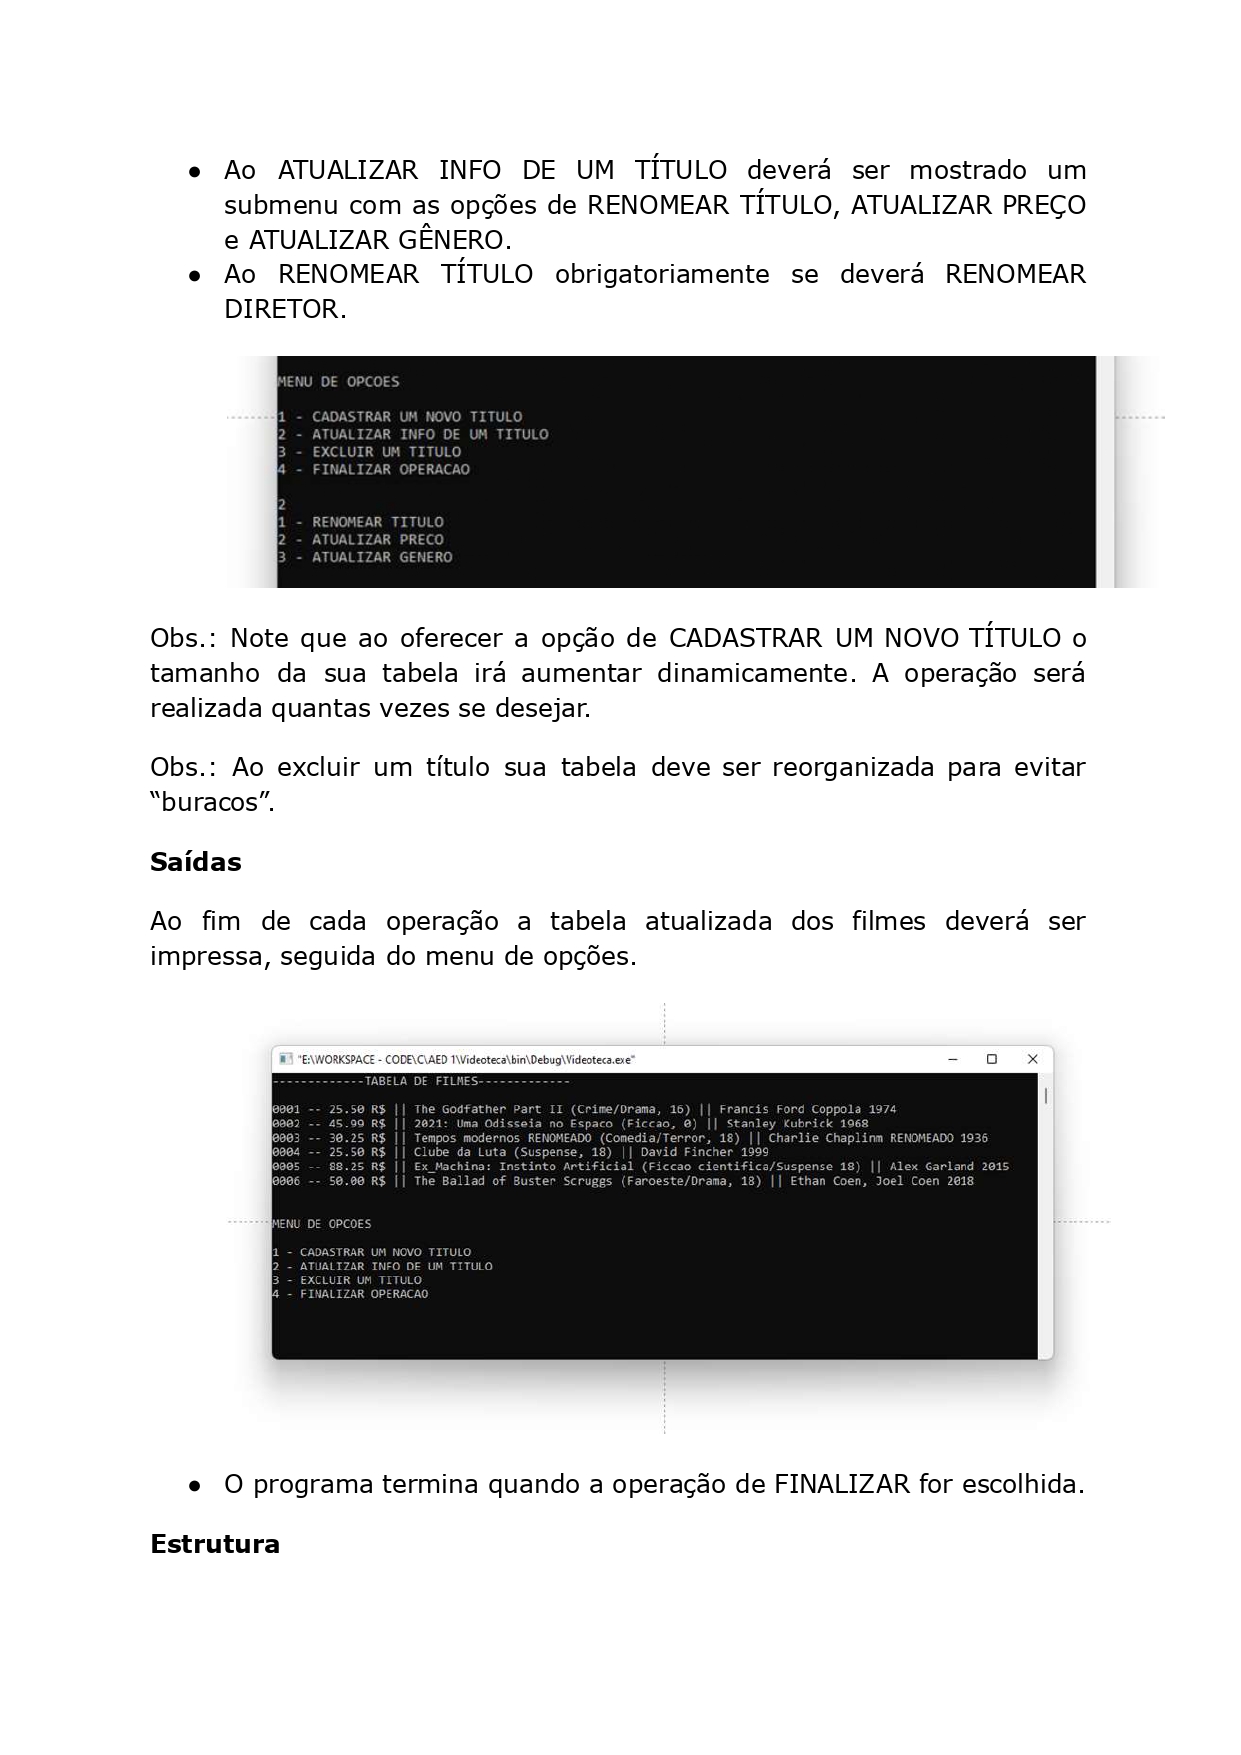 ● Ao ATUALIZAR INFO DE UM TÍTULO deverá ser mostrado um
submenu com as opções de RENOMEAR TÍTULO, ATUALIZAR PREÇO
e ATUALIZAR GÊNERO.
● Ao RENOMEAR TÍTULO obrigatoriamente se deverá RENOMEAR
DIRETOR.
MENU DE OPCOES
1 - CADASTRAR UM NOVO TITULO
2 - ATUALIZAR INFO DE UM TITULO
3 - EXCLUIR UM TITULO
4 - FINALIZAR OPERACAO
2
1 - RENOMEAR TITULO
2 - ATUALIZAR PRECO
3 - ATUALIZAR GENERO
Obs.: Note que ao oferecer a opção de CADASTRAR UM NOVO TÍTULO o
tamanho da sua tabela irá aumentar dinamicamente. A operação será
realizada quantas vezes se desejar.
Obs.: Ao excluir um título sua tabela deve ser reorganizada para evitar
“buracos”.
Saídas
Ao fim de cada operação a tabela atualizada dos filmes deverá ser
impressa, seguida do menu de opções.
"E:\WORKSPACE - CODE\C\AED 1\Videoteca\bin\Debug\Videoteca.exe"
-------------TABELA DE FILMES-------------
0001 -- 25.50 R$ || The Godfather Part II (Crime/Drama, 16) || Francis Ford Coppola 1974
0002 -- 45.99 R$ || 2021: Uma Odisseia no Espaco (Ficcao, 0) || Stanley Kubrick 1968
0003 -- 30.25 R$ || Tempos modernos RENOMEADO (Comedia/Terror, 18) || Charlie Chaplinm RENOMEADO 1936
0004 -- 25.50 R$ || Clube da Luta (Suspense, 18) || David Fincher 1999
0005 -- 88.25 R$ || Ex_Machina: Instinto Artificial (Ficcao cientifica/Suspense 18) || Alex Garland 2015
0006 -- 50.00 R$ || The Ballad of Buster Scruggs (Faroeste/Drama, 18) || Ethan Coen, Joel Coen 2018
MENU DE OPCOES
1 - CADASTRAR UM NOVO TITULO
2 - ATUALIZAR INFO DE UM TITULO
3 - EXCLUIR UM TITULO
4 - FINALIZAR OPERACAO
● O programa termina quando a operação de FINALIZAR for escolhida.
Estrutura